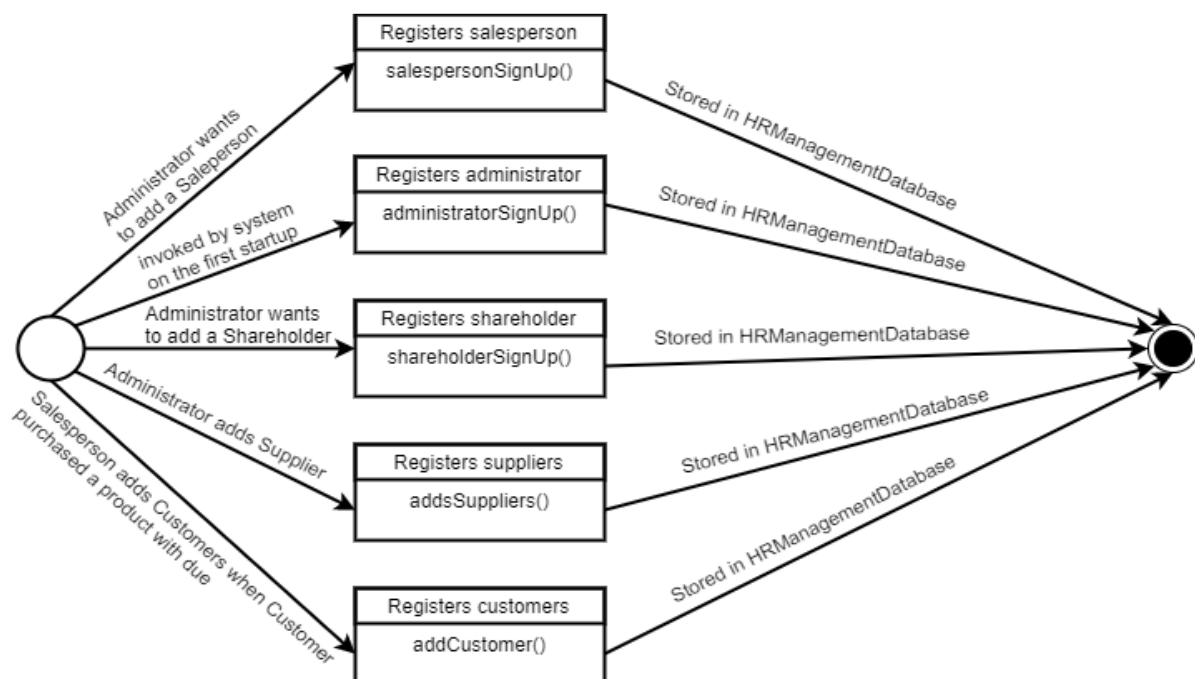 Registers salesperson
salespersonSignUp()
Administrator wants
to add a Saleperson
Stored in HRManagementDatabase
Registers administrator
administratorSignUp()
invoked by system
on the first startup
Stored in HRManagementDatabase
Administrator wants
to add a Shareholder
Registers shareholder
shareholderSignUp()
Stored in HRManagementDatabase
Administrator adds Supplier
Registers suppliers
addsSuppliers()
Stored in HRManagementDatabase
Salesperson adds Customers when Customer
purchased a product with due
Registers customers
addCustomer()
Stored in HRManagementDatabase